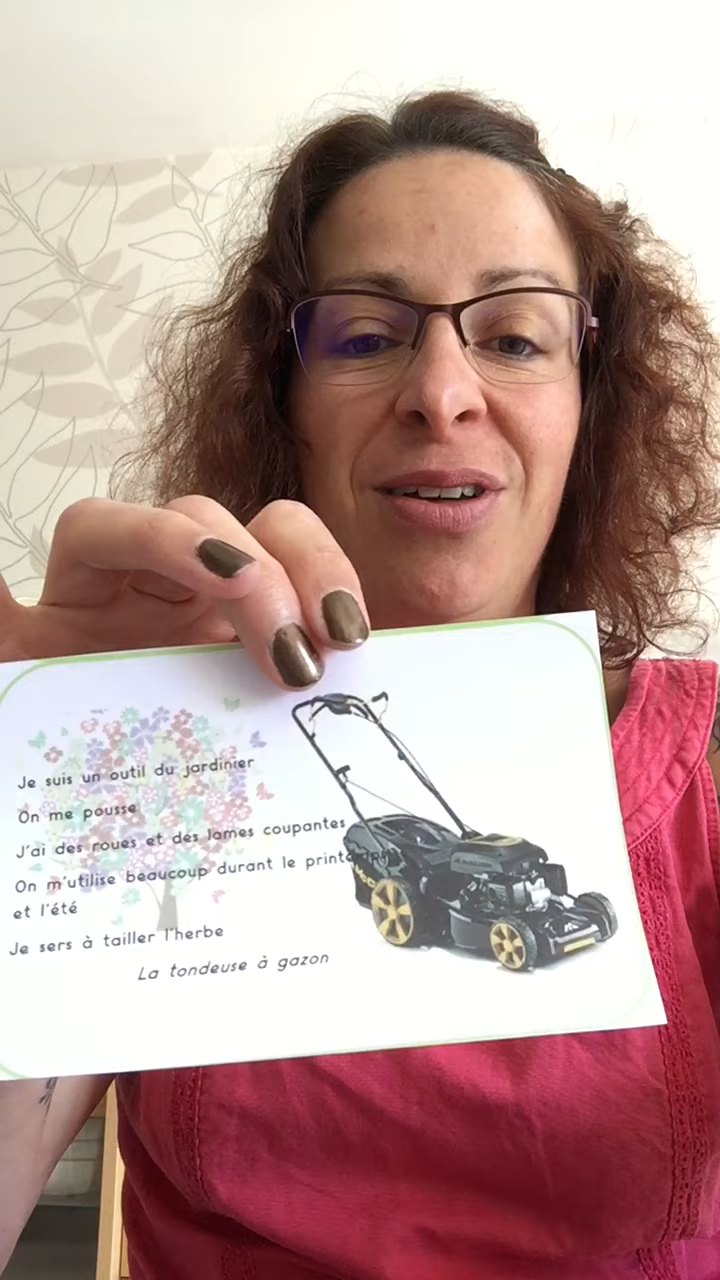 Je suis un outil du jardinier
On me pousse
J'ai des roues et des lames coupantes
On m'utilise beaucoup durant le printemps
et l'été
Je sers à tailler l'herbe
La tondeuse à gazon